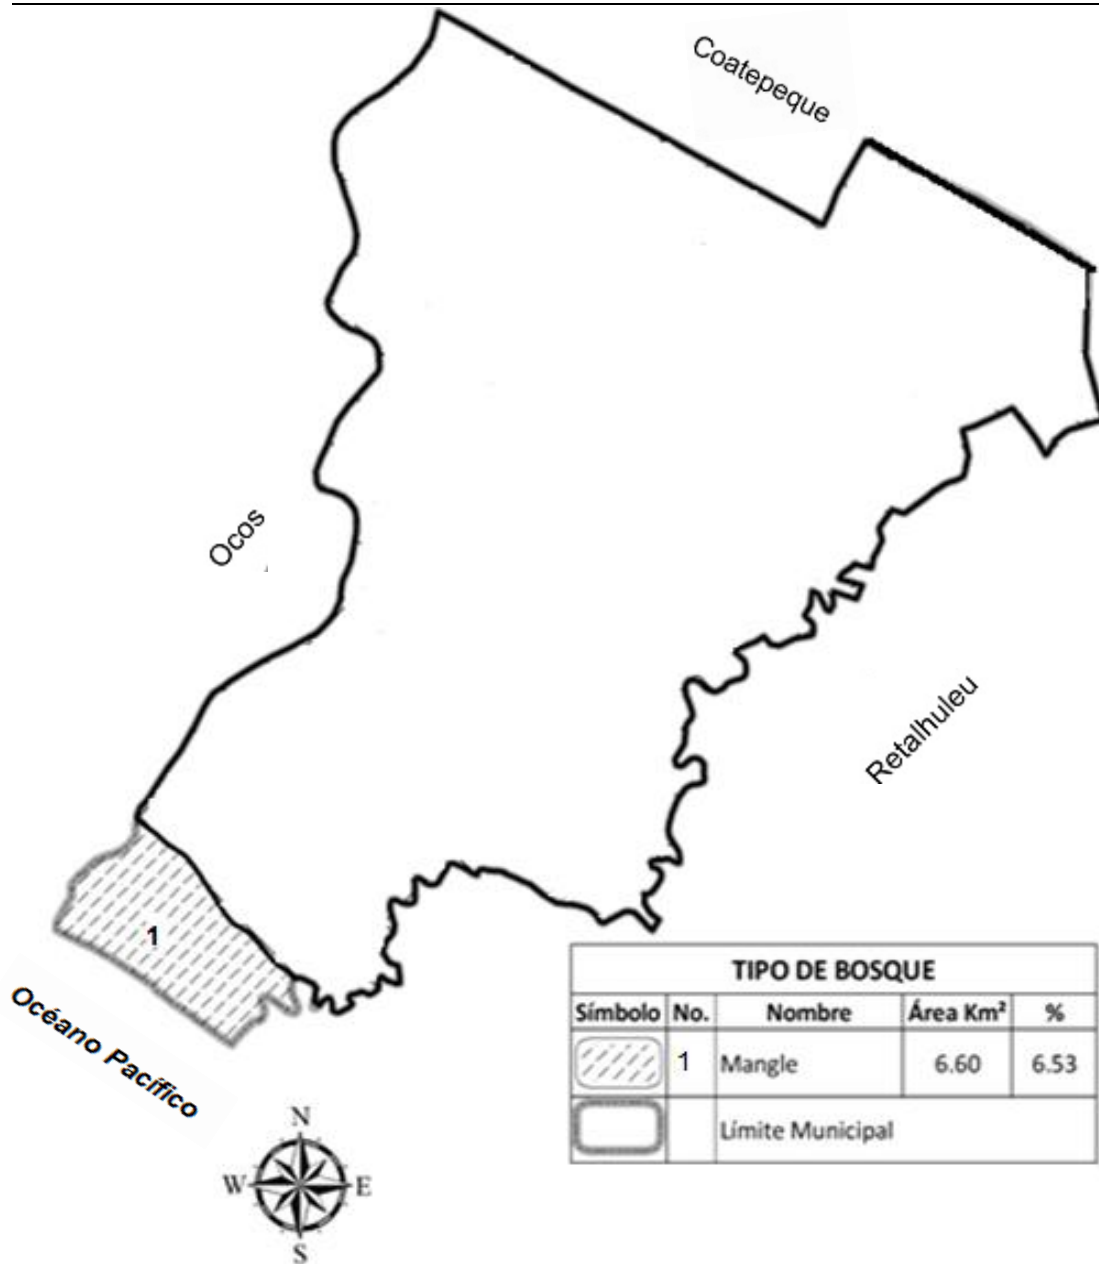 Coatepeque
Ocos
Retalhuleu
1
Océano Pacífico
TIPO DE BOSQUE
Símbolo No. Nombre Área Km² %
1 Mangle 6.60 6.53
Límite Municipal
N
W E
S